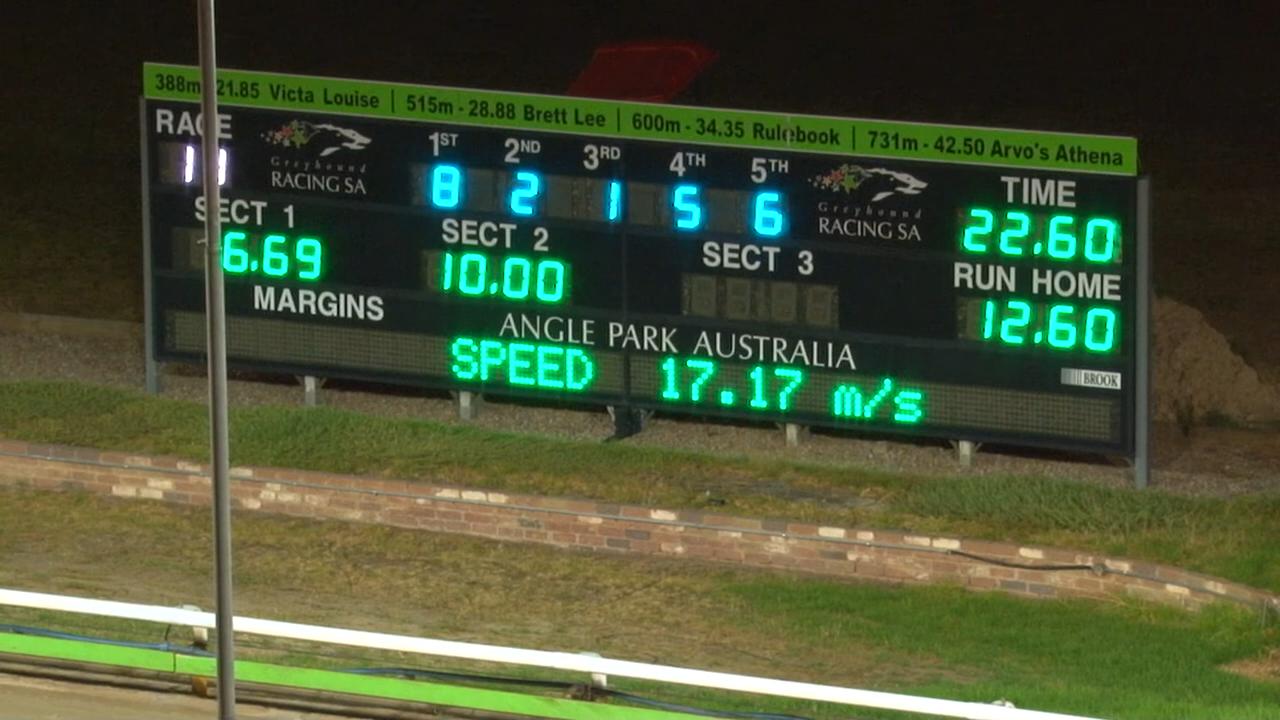 388m - 21.85 Victa Louise | 515m - 28.88 Brett Lee | 600m - 34.35 Rulebook | 731m - 42.50 Arvo's Athena
RACE 1ST 2ND 3RD 4TH 5TH TIME
11 8 2 1 5 6 22.60
Greyhound
RACING SA
Greyhound
RACING SA
SECT 1 SECT 2 SECT 3 RUN HOME
6.69 10.00 12.60
MARGINS
ANGLE PARK AUSTRALIA
SPEED 17.17 m/s
BROOK